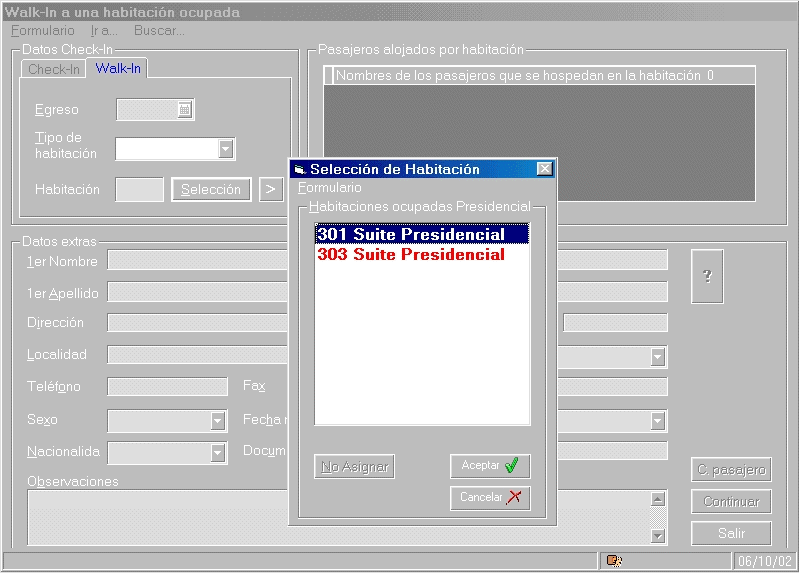 Walk-In a una habitación ocupada
Formulario Ir a... Buscar...
Datos Check-In
Check-In Walk-In
Egreso
Tipo de
habitación
Habitación Selección >
Pasajeros alojados por habitación
Nombres de los pasajeros que se hospedan en la habitación 0
Selección de Habitación
Formulario
Habitaciones ocupadas Presidencial
301 Suite Presidencial
303 Suite Presidencial
No Asignar
Aceptar
Cancelar
Datos extras
1er Nombre
1er Apellido
Dirección
Localidad
Teléfono Fax
Sexo
Nacionalida
Observaciones
?
C. pasajero
Continuar
Salir
06/10/02